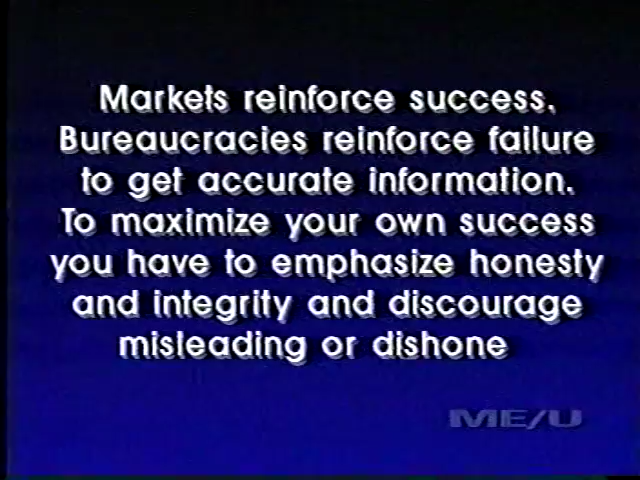 Markets reinforce success.
Bureaucracies reinforce failure
to get accurate information.
To maximize your own success
you have to emphasize honesty
and integrity and discourage
misleading or dishone
ME/U